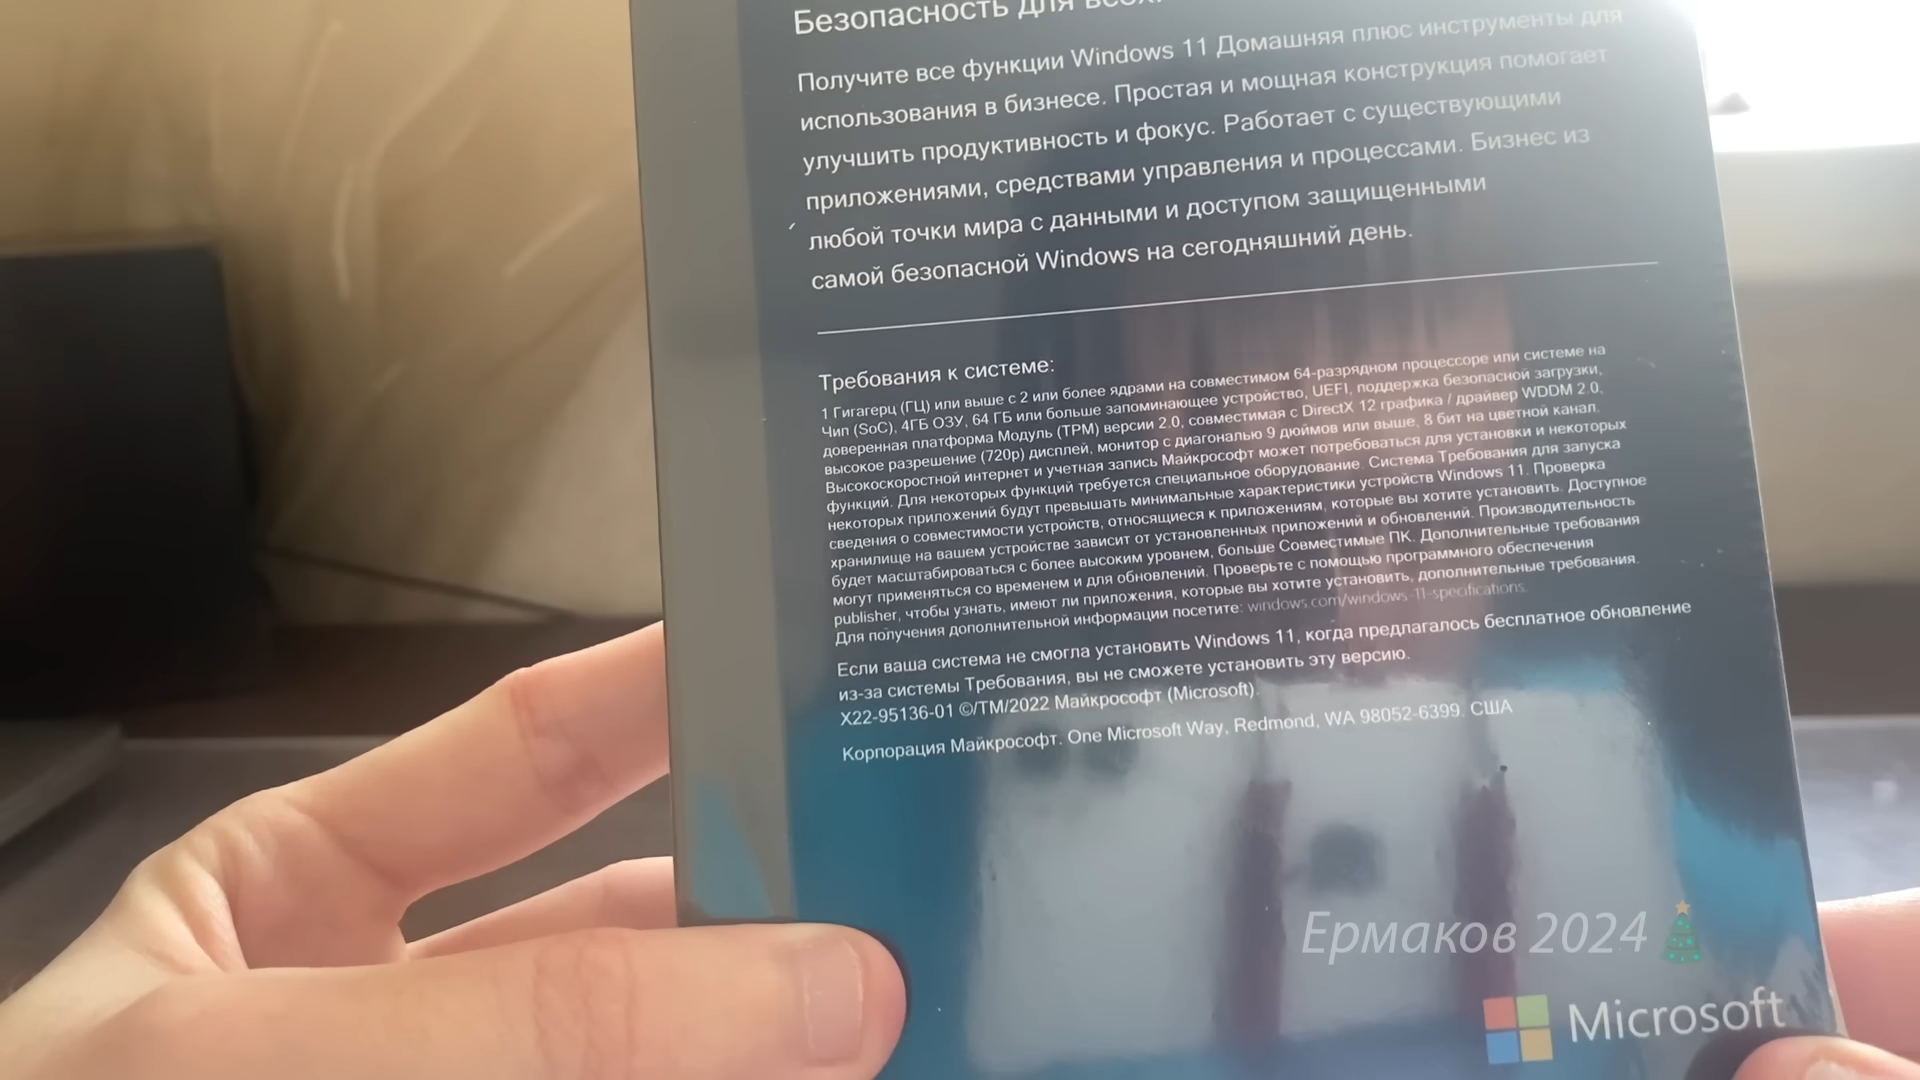 Безопасность для всех.
Получите все функции Windows 11 Домашняя плюс инструменты для
использования в бизнесе. Простая и мощная конструкция помогает
улучшить продуктивность и фокус. Работает с существующими
приложениями, средствами управления и процессами. Бизнес из
любой точки мира с данными и доступом защищенными
самой безопасной Windows на сегодняшний день.
Требования к системе:
1 Гигагерц (ГЦ) или выше с 2 или более ядрами на совместимом 64-разрядном процессоре или системе на
Чип (SoC), 4ГБ ОЗУ, 64 ГБ или больше запоминающее устройство, UEFI, поддержка безопасной загрузки,
доверенная платформа Модуль (TPM) версии 2.0, совместимая с DirectX 12 графика / драйвер WDDM 2.0,
высокое разрешение (720p) дисплей, монитор с диагональю 9 дюймов или выше, 8 бит на цветной канал.
Высокоскоростной интернет и учетная запись Майкрософт может потребоваться для установки и некоторых
функций. Для некоторых функций требуется специальное оборудование. Система Требования для запуска
некоторых приложений будут превышать минимальные характеристики устройств Windows 11. Проверка
сведения о совместимости устройств, относящиеся к приложениям, которые вы хотите установить. Доступное
хранилище на вашем устройстве зависит от установленных приложений и обновлений. Производительность
будет масштабироваться с более высоким уровнем, больше Совместимые ПК. Дополнительные требования
могут применяться со временем и для обновлений. Проверьте с помощью программного обеспечения
publisher, чтобы узнать, имеют ли приложения, которые вы хотите установить, дополнительные требования.
Для получения дополнительной информации посетите: windows.com/windows-11-specifications.
Если ваша система не смогла установить Windows 11, когда предлагалось бесплатное обновление
из-за системы Требования, вы не сможете установить эту версию.
X22-95136-01 ©/TM/2022 Майкрософт (Microsoft).
Корпорация Майкрософт. One Microsoft Way, Redmond, WA 98052-6399. США
Ермаков 2024
Microsoft